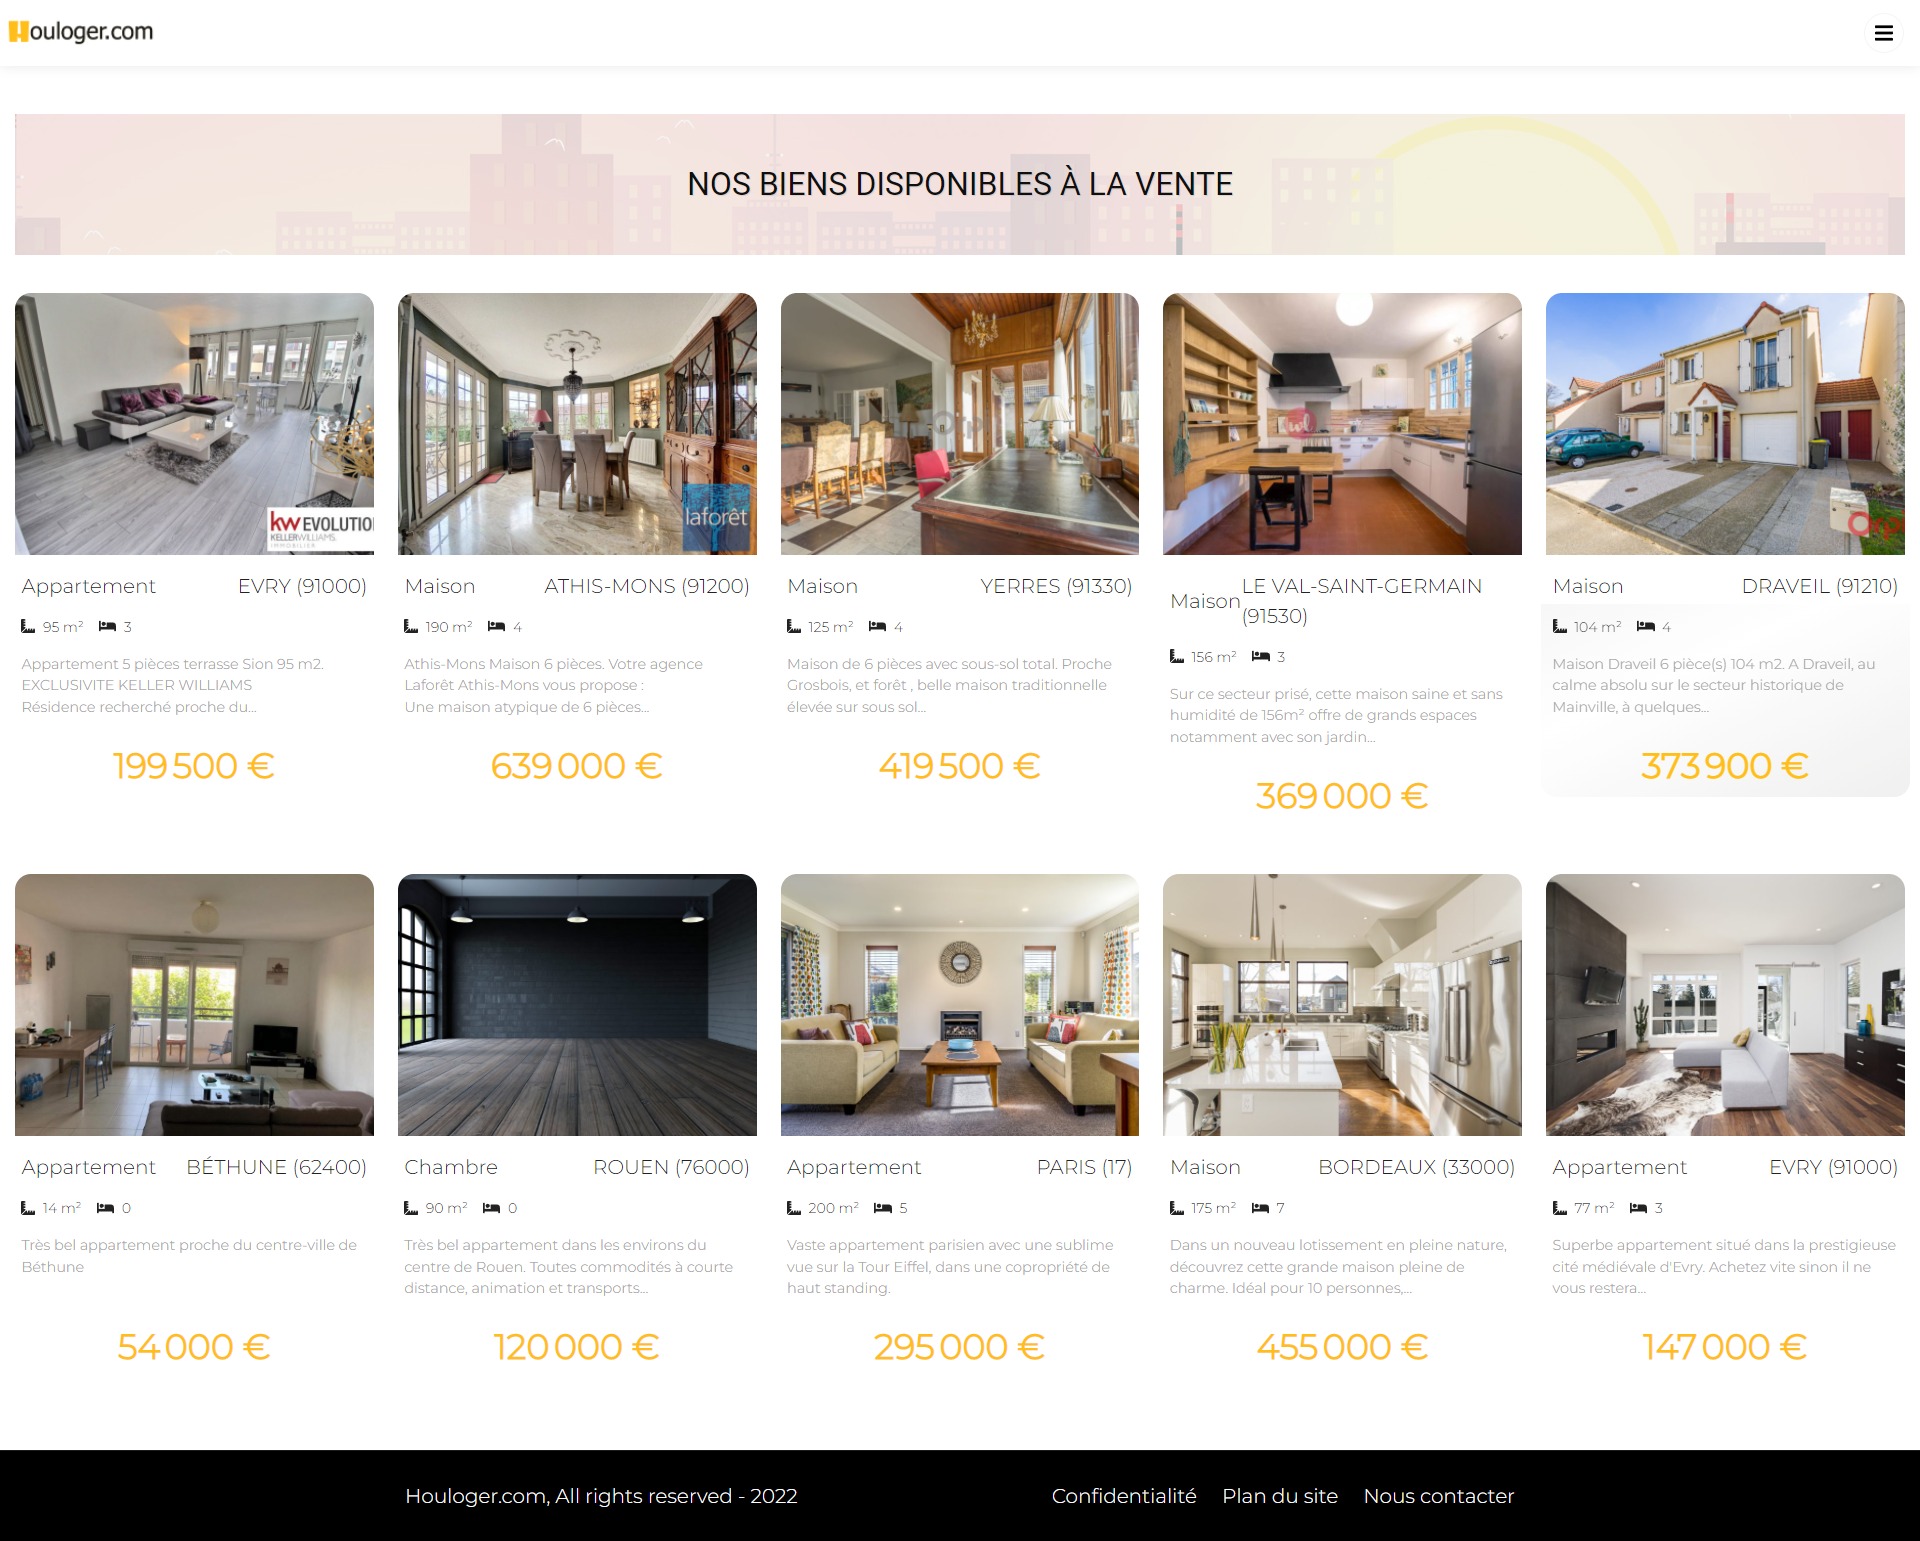 Houloger.com
NOS BIENS DISPONIBLES À LA VENTE
kw EVOLUTIO
KELLERWILLIAMS.
IMMOBILIER
laforêt
Orp
Appartement EVRY (91000)
95 m² 3
Appartement 5 pièces terrasse Sion 95 m2.
EXCLUSIVITE KELLER WILLIAMS
Résidence recherché proche du...
199 500 €
Maison ATHIS-MONS (91200)
190 m² 4
Athis-Mons Maison 6 pièces. Votre agence
Laforêt Athis-Mons vous propose :
Une maison atypique de 6 pièces...
639 000 €
Maison YERRES (91330)
125 m² 4
Maison de 6 pièces avec sous-sol total. Proche
Grosbois, et forêt , belle maison traditionnelle
élevée sur sous sol...
419 500 €
Maison LE VAL-SAINT-GERMAIN
(91530)
156 m² 3
Sur ce secteur prisé, cette maison saine et sans
humidité de 156m² offre de grands espaces
notamment avec son jardin...
369 000 €
Maison DRAVEIL (91210)
104 m² 4
Maison Draveil 6 pièce(s) 104 m2. A Draveil, au
calme absolu sur le secteur historique de
Mainville, à quelques...
373 900 €
Appartement BÉTHUNE (62400)
14 m² 0
Très bel appartement proche du centre-ville de
Béthune
54 000 €
Chambre ROUEN (76000)
90 m² 0
Très bel appartement dans les environs du
centre de Rouen. Toutes commodités à courte
distance, animation et transports...
120 000 €
Appartement PARIS (17)
200 m² 5
Vaste appartement parisien avec une sublime
vue sur la Tour Eiffel, dans une copropriété de
haut standing.
295 000 €
Maison BORDEAUX (33000)
175 m² 7
Dans un nouveau lotissement en pleine nature,
découvrez cette grande maison pleine de
charme. Idéal pour 10 personnes,...
455 000 €
Appartement EVRY (91000)
77 m² 3
Superbe appartement situé dans la prestigieuse
cité médiévale d'Evry. Achetez vite sinon il ne
vous restera...
147 000 €
Houloger.com, All rights reserved - 2022
Confidentialité Plan du site Nous contacter